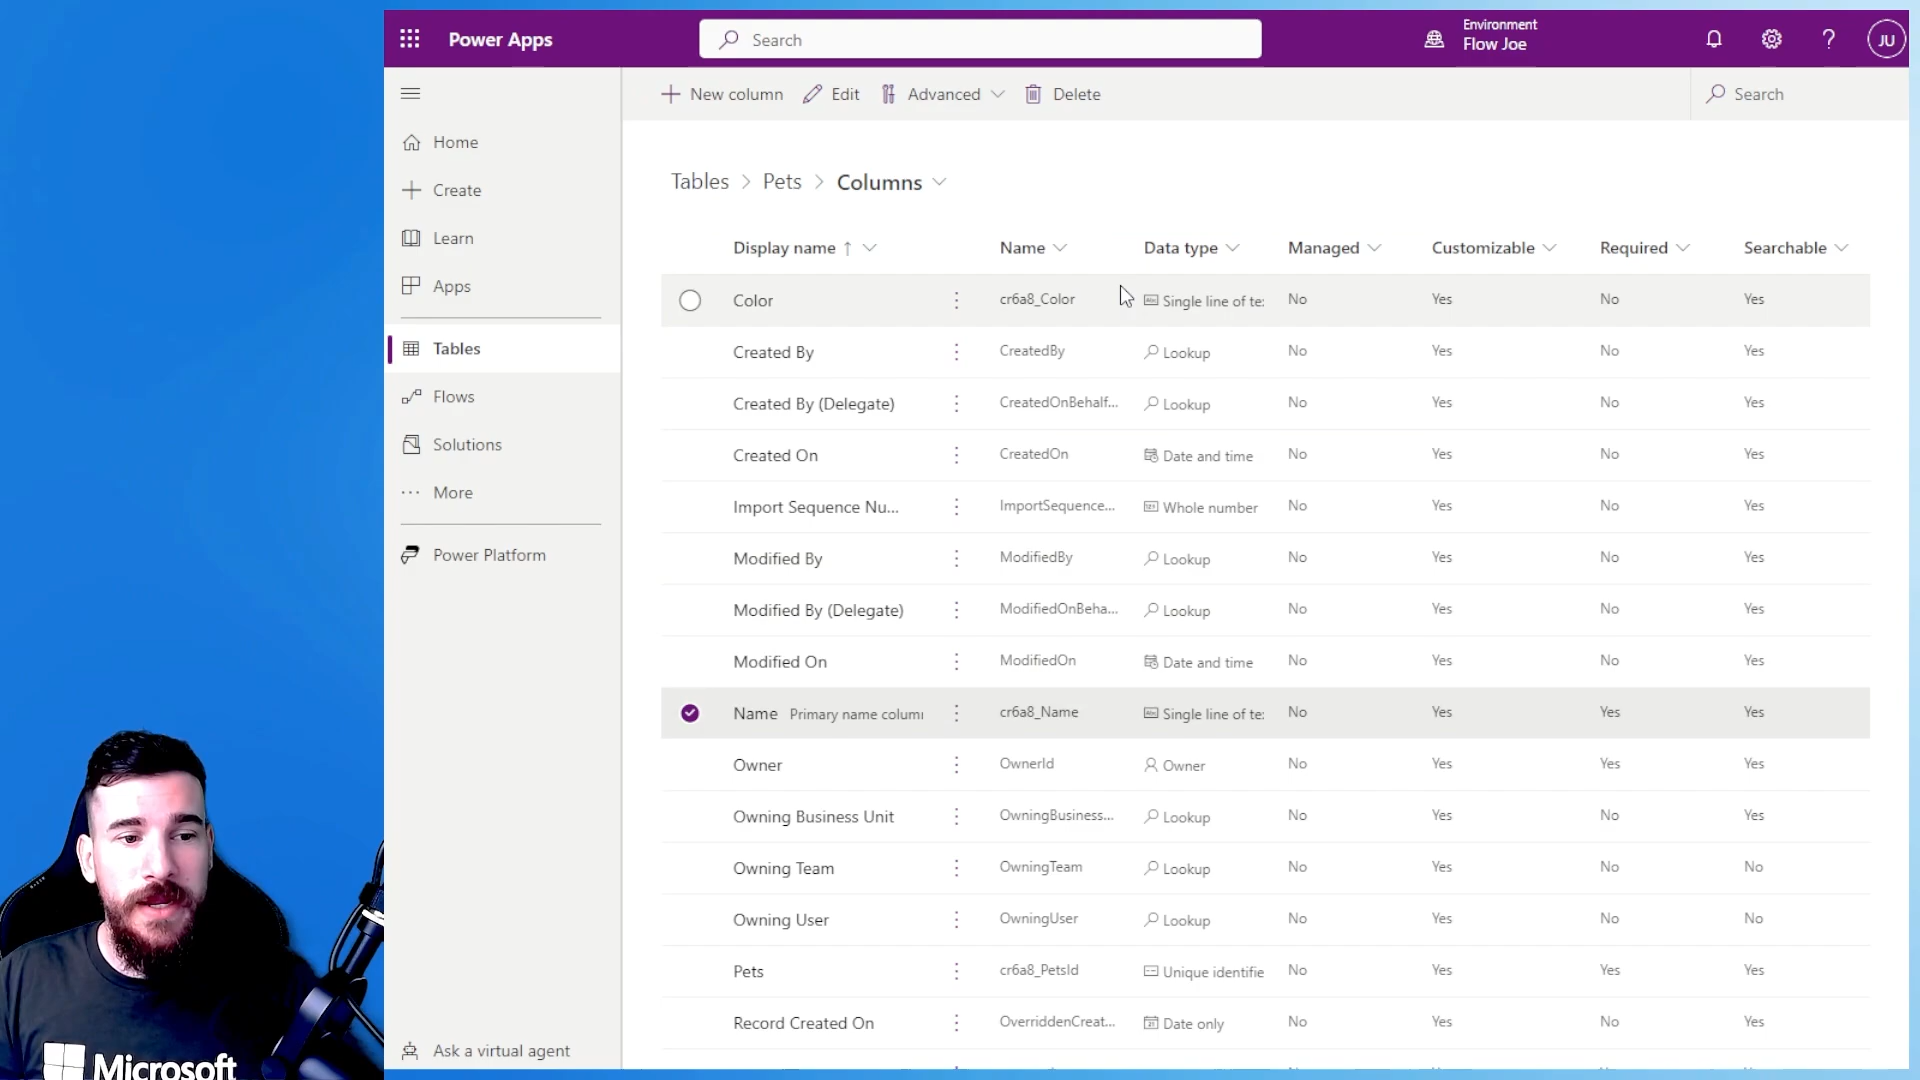 Power Apps
Search
Environment
Flow Joe
?
JU
New column
Edit
Advanced
Delete
Search
Home
Create
Learn
Apps
Tables
Flows
Solutions
More
Power Platform
Ask a virtual agent
Tables > Pets > Columns
Display name ↑ Name Data type Managed Customizable Required Searchable
Color cr6a8_Color Single line of te: No Yes No Yes
Created By CreatedBy Lookup No Yes No Yes
Created By (Delegate) CreatedOnBehalf... Lookup No Yes No Yes
Created On CreatedOn Date and time No Yes No Yes
Import Sequence Nu... ImportSequence... Whole number No Yes No Yes
Modified By ModifiedBy Lookup No Yes No Yes
Modified By (Delegate) ModifiedOnBeha... Lookup No Yes No Yes
Modified On ModifiedOn Date and time No Yes No Yes
Name Primary name colum cr6a8_Name Single line of te: No Yes Yes Yes
Owner OwnerId Owner No Yes Yes Yes
Owning Business Unit OwningBusiness... Lookup No Yes No Yes
Owning Team OwningTeam Lookup No Yes No No
Owning User OwningUser Lookup No Yes No No
Pets cr6a8_PetsId Unique identifie No Yes Yes Yes
Record Created On OverriddenCreat... Date only No Yes No Yes
Microsoft